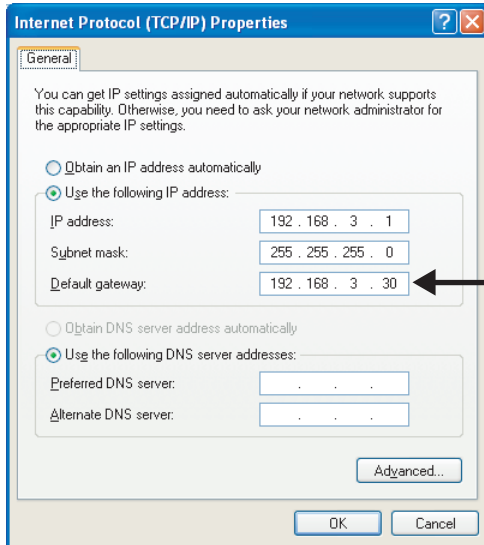 Internet Protocol (TCP/IP) Properties
General
You can get IP settings assigned automatically if your network supports
this capability. Otherwise, you need to ask your network administrator for
the appropriate IP settings.
Obtain an IP address automatically
Use the following IP address:
IP address: 192 . 168 . 3 . 1
Subnet mask: 255 . 255 . 255 . 0
Default gateway: 192 . 168 . 3 . 30
Obtain DNS server address automatically
Use the following DNS server addresses:
Preferred DNS server: . . .
Alternate DNS server: . . .
Advanced...
OK Cancel